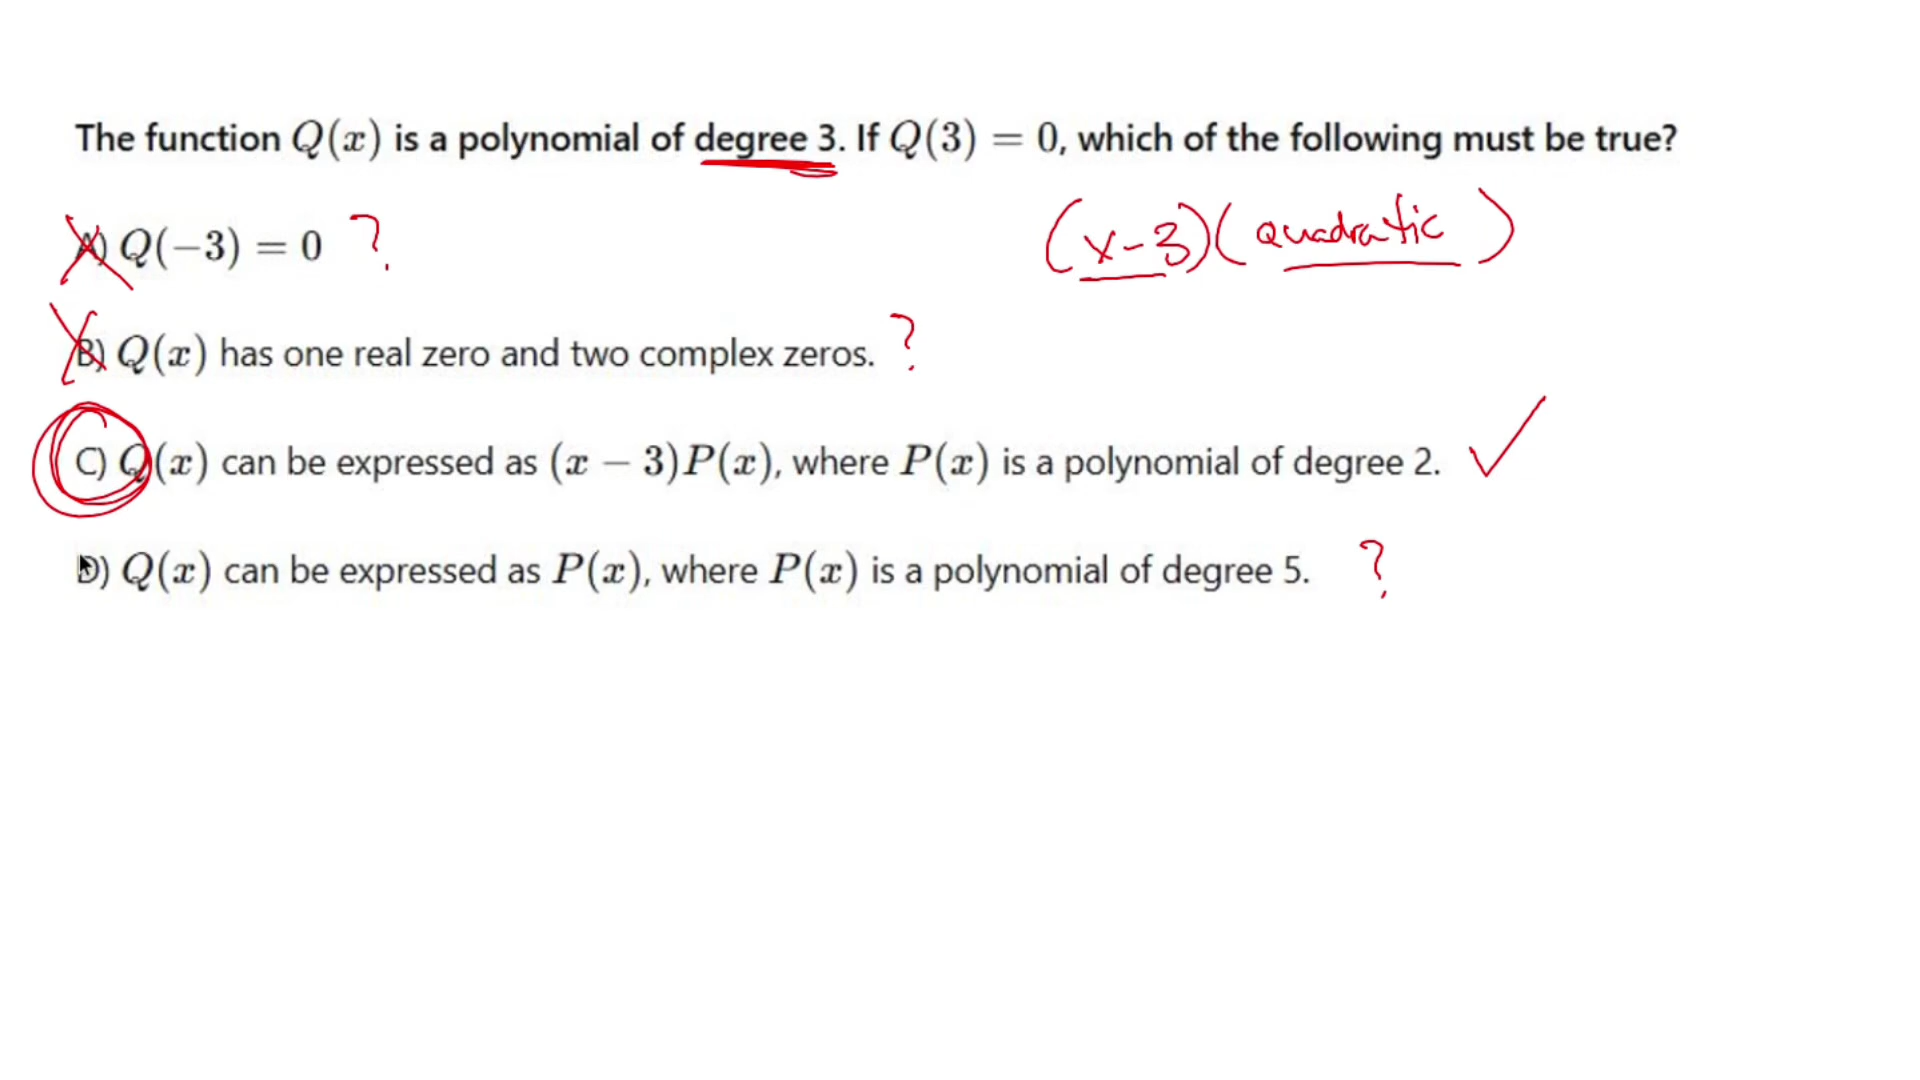 The function Q(x) is a polynomial of degree 3. If Q(3) = 0, which of the following must be true?
(x-3)(quadratic)
A) Q(−3) = 0 ?
B) Q(x) has one real zero and two complex zeros. ?
C) Q(x) can be expressed as (x − 3)P(x), where P(x) is a polynomial of degree 2. ✓
D) Q(x) can be expressed as P(x), where P(x) is a polynomial of degree 5. ?